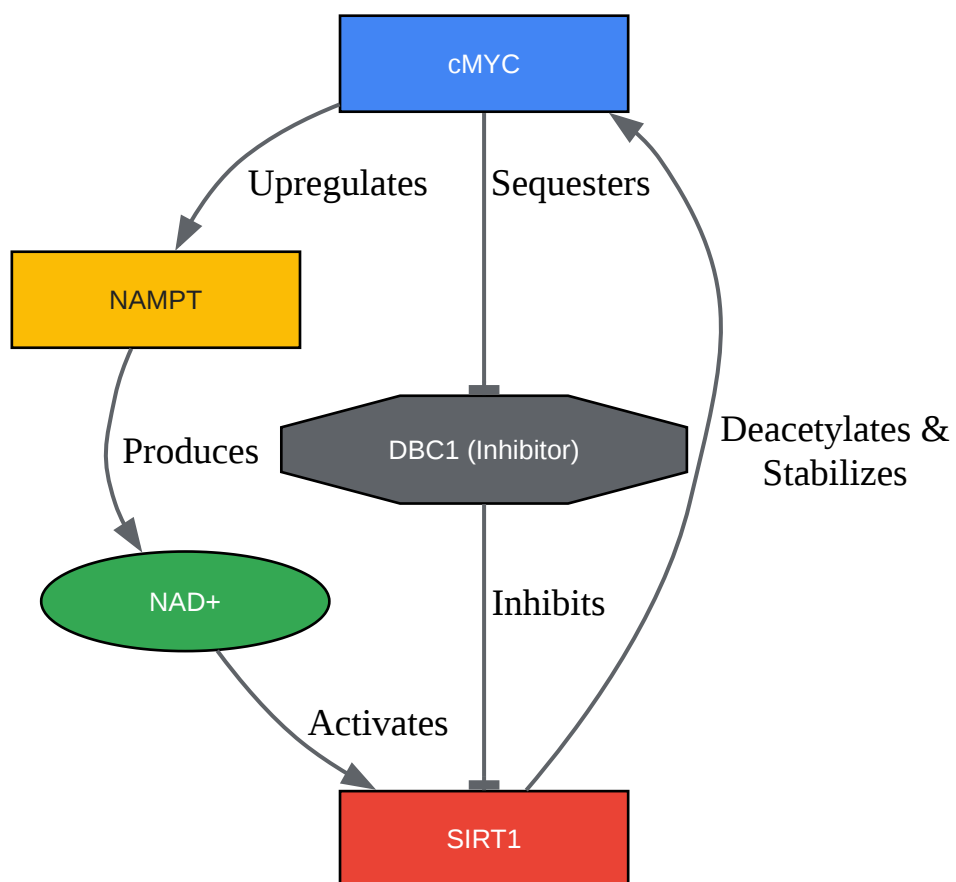 cMYC
Upregulates
Sequesters
NAMPT
Produces
DBC1 (Inhibitor)
Deacetylates &
Stabilizes
NAD+
Inhibits
Activates
SIRT1